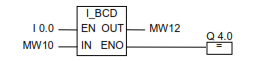 I_BCD
I 0.0 EN OUT MW12
MW10 IN ENO Q 4.0
=